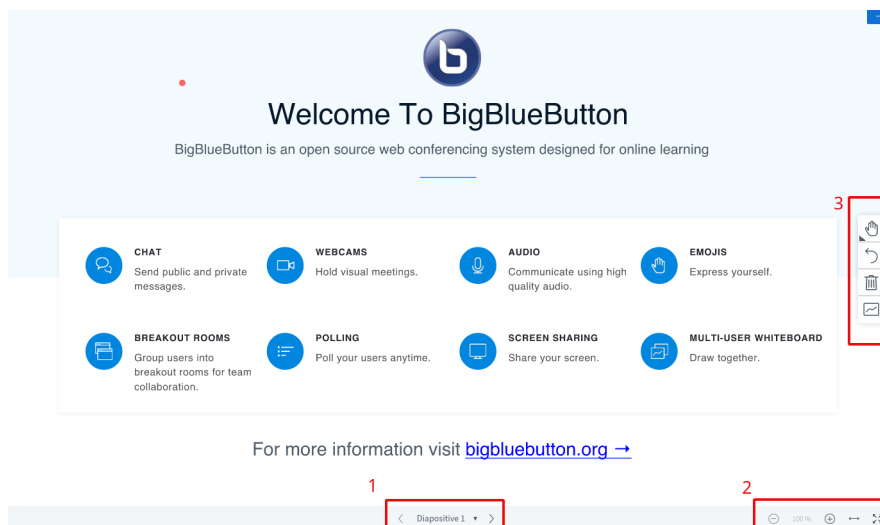 Welcome To BigBlueButton
BigBlueButton is an open source web conferencing system designed for online learning
3
CHAT
Send public and private
messages.
WEBCAMS
Hold visual meetings.
AUDIO
Communicate using high
quality audio.
EMOJIS
Express yourself.
BREAKOUT ROOMS
Group users into
breakout rooms for team
collaboration.
POLLING
Poll your users anytime.
SCREEN SHARING
Share your screen.
MULTI-USER WHITEBOARD
Draw together.
For more information visit bigbluebutton.org →
1
2
Diapositive 1
100 %